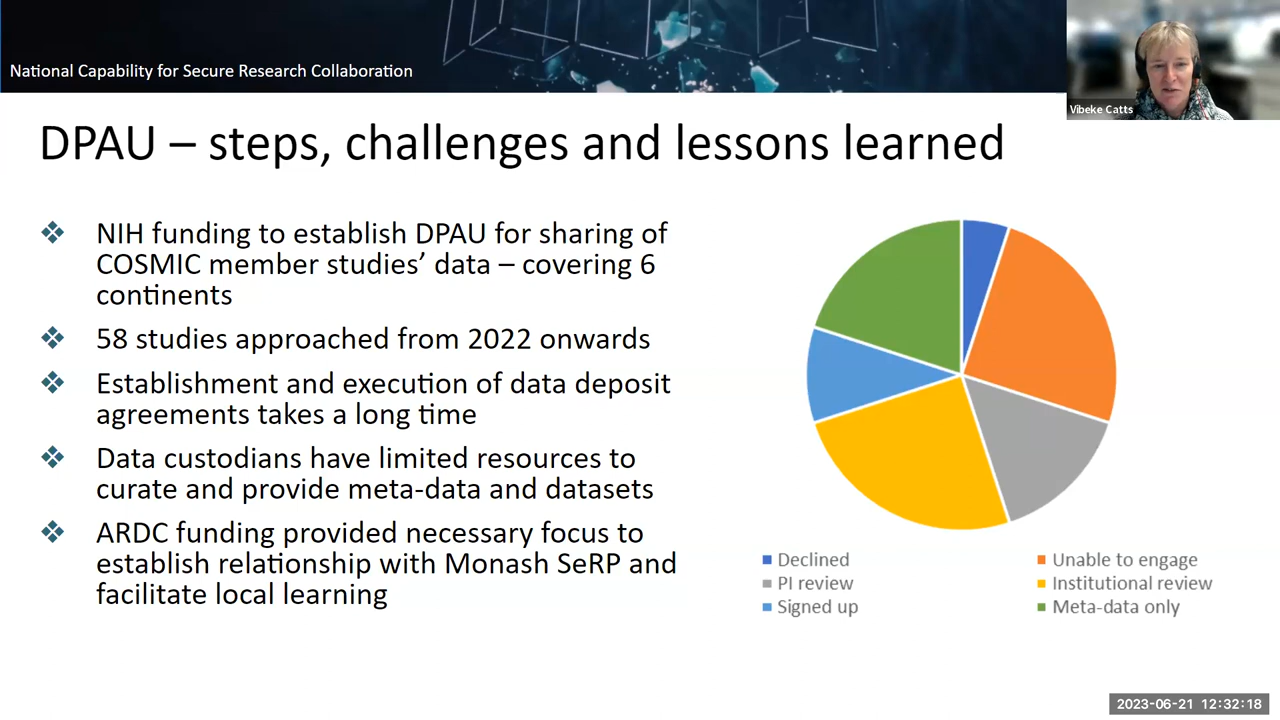 National Capability for Secure Research Collaboration
Vibeke Catts
DPAU – steps, challenges and lessons learned
❖ NIH funding to establish DPAU for sharing of
COSMIC member studies’ data – covering 6
continents
❖ 58 studies approached from 2022 onwards
❖ Establishment and execution of data deposit
agreements takes a long time
❖ Data custodians have limited resources to
curate and provide meta-data and datasets
❖ ARDC funding provided necessary focus to
establish relationship with Monash SeRP and
facilitate local learning
Declined
Unable to engage
PI review
Institutional review
Signed up
Meta-data only
2023-06-21 12:32:18